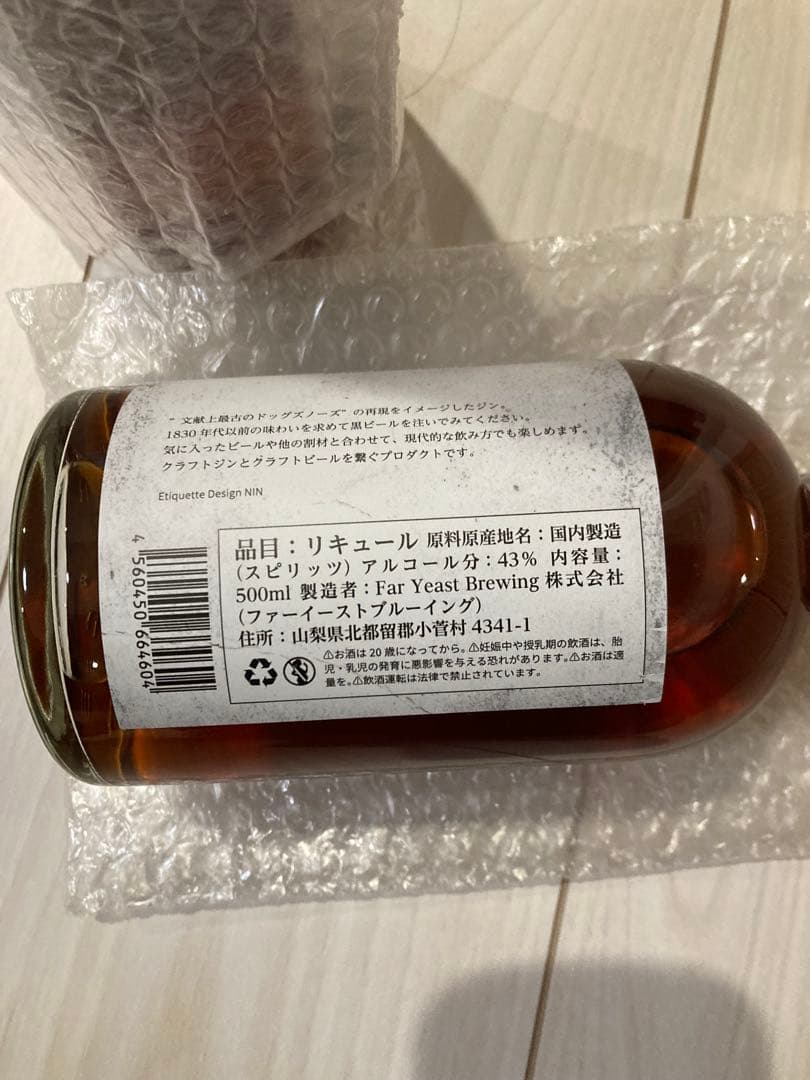 "文献上最古のドッグズノーズ"の再現をイメージしたジン。
1830年代以前の味わいを求めて黒ビールを注いでみてください。
気に入ったビールや他の割材と合わせて、現代的な飲み方でも楽しめます。
クラフトジンとクラフトビールを繋ぐプロダクトです。
Etiquette Design NIN
品目：リキュール 原料原産地名：国内製造
(スピリッツ) アルコール分：43% 内容量：
500ml 製造者：Far Yeast Brewing 株式会社
(ファーイーストブルーイング)
住所：山梨県北都留郡小菅村 4341-1
⚠お酒は20歳になってから。⚠妊娠中や授乳期の飲酒は、胎
児・乳児の発育に悪影響を与える恐れがあります。⚠お酒は適
量を。⚠飲酒運転は法律で禁止されています。
4 560450 664604